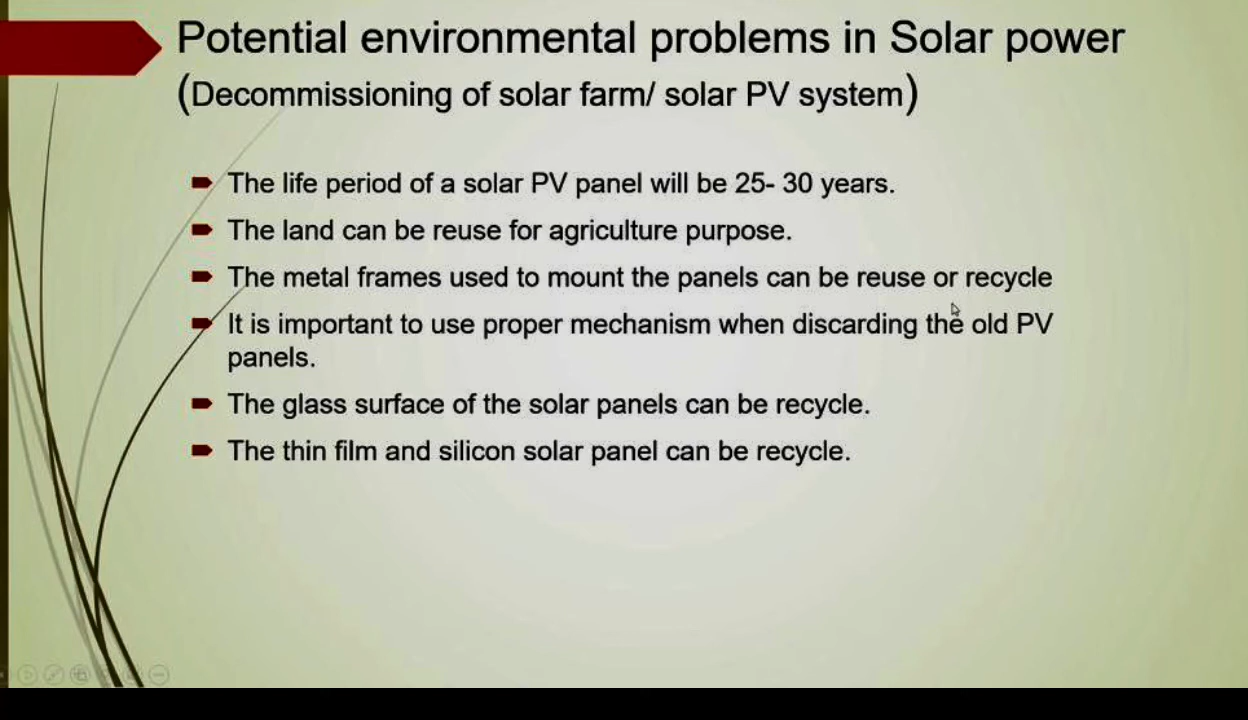 Potential environmental problems in Solar power
(Decommissioning of solar farm/ solar PV system)
The life period of a solar PV panel will be 25- 30 years.
The land can be reuse for agriculture purpose.
The metal frames used to mount the panels can be reuse or recycle
It is important to use proper mechanism when discarding the old PV
panels.
The glass surface of the solar panels can be recycle.
The thin film and silicon solar panel can be recycle.